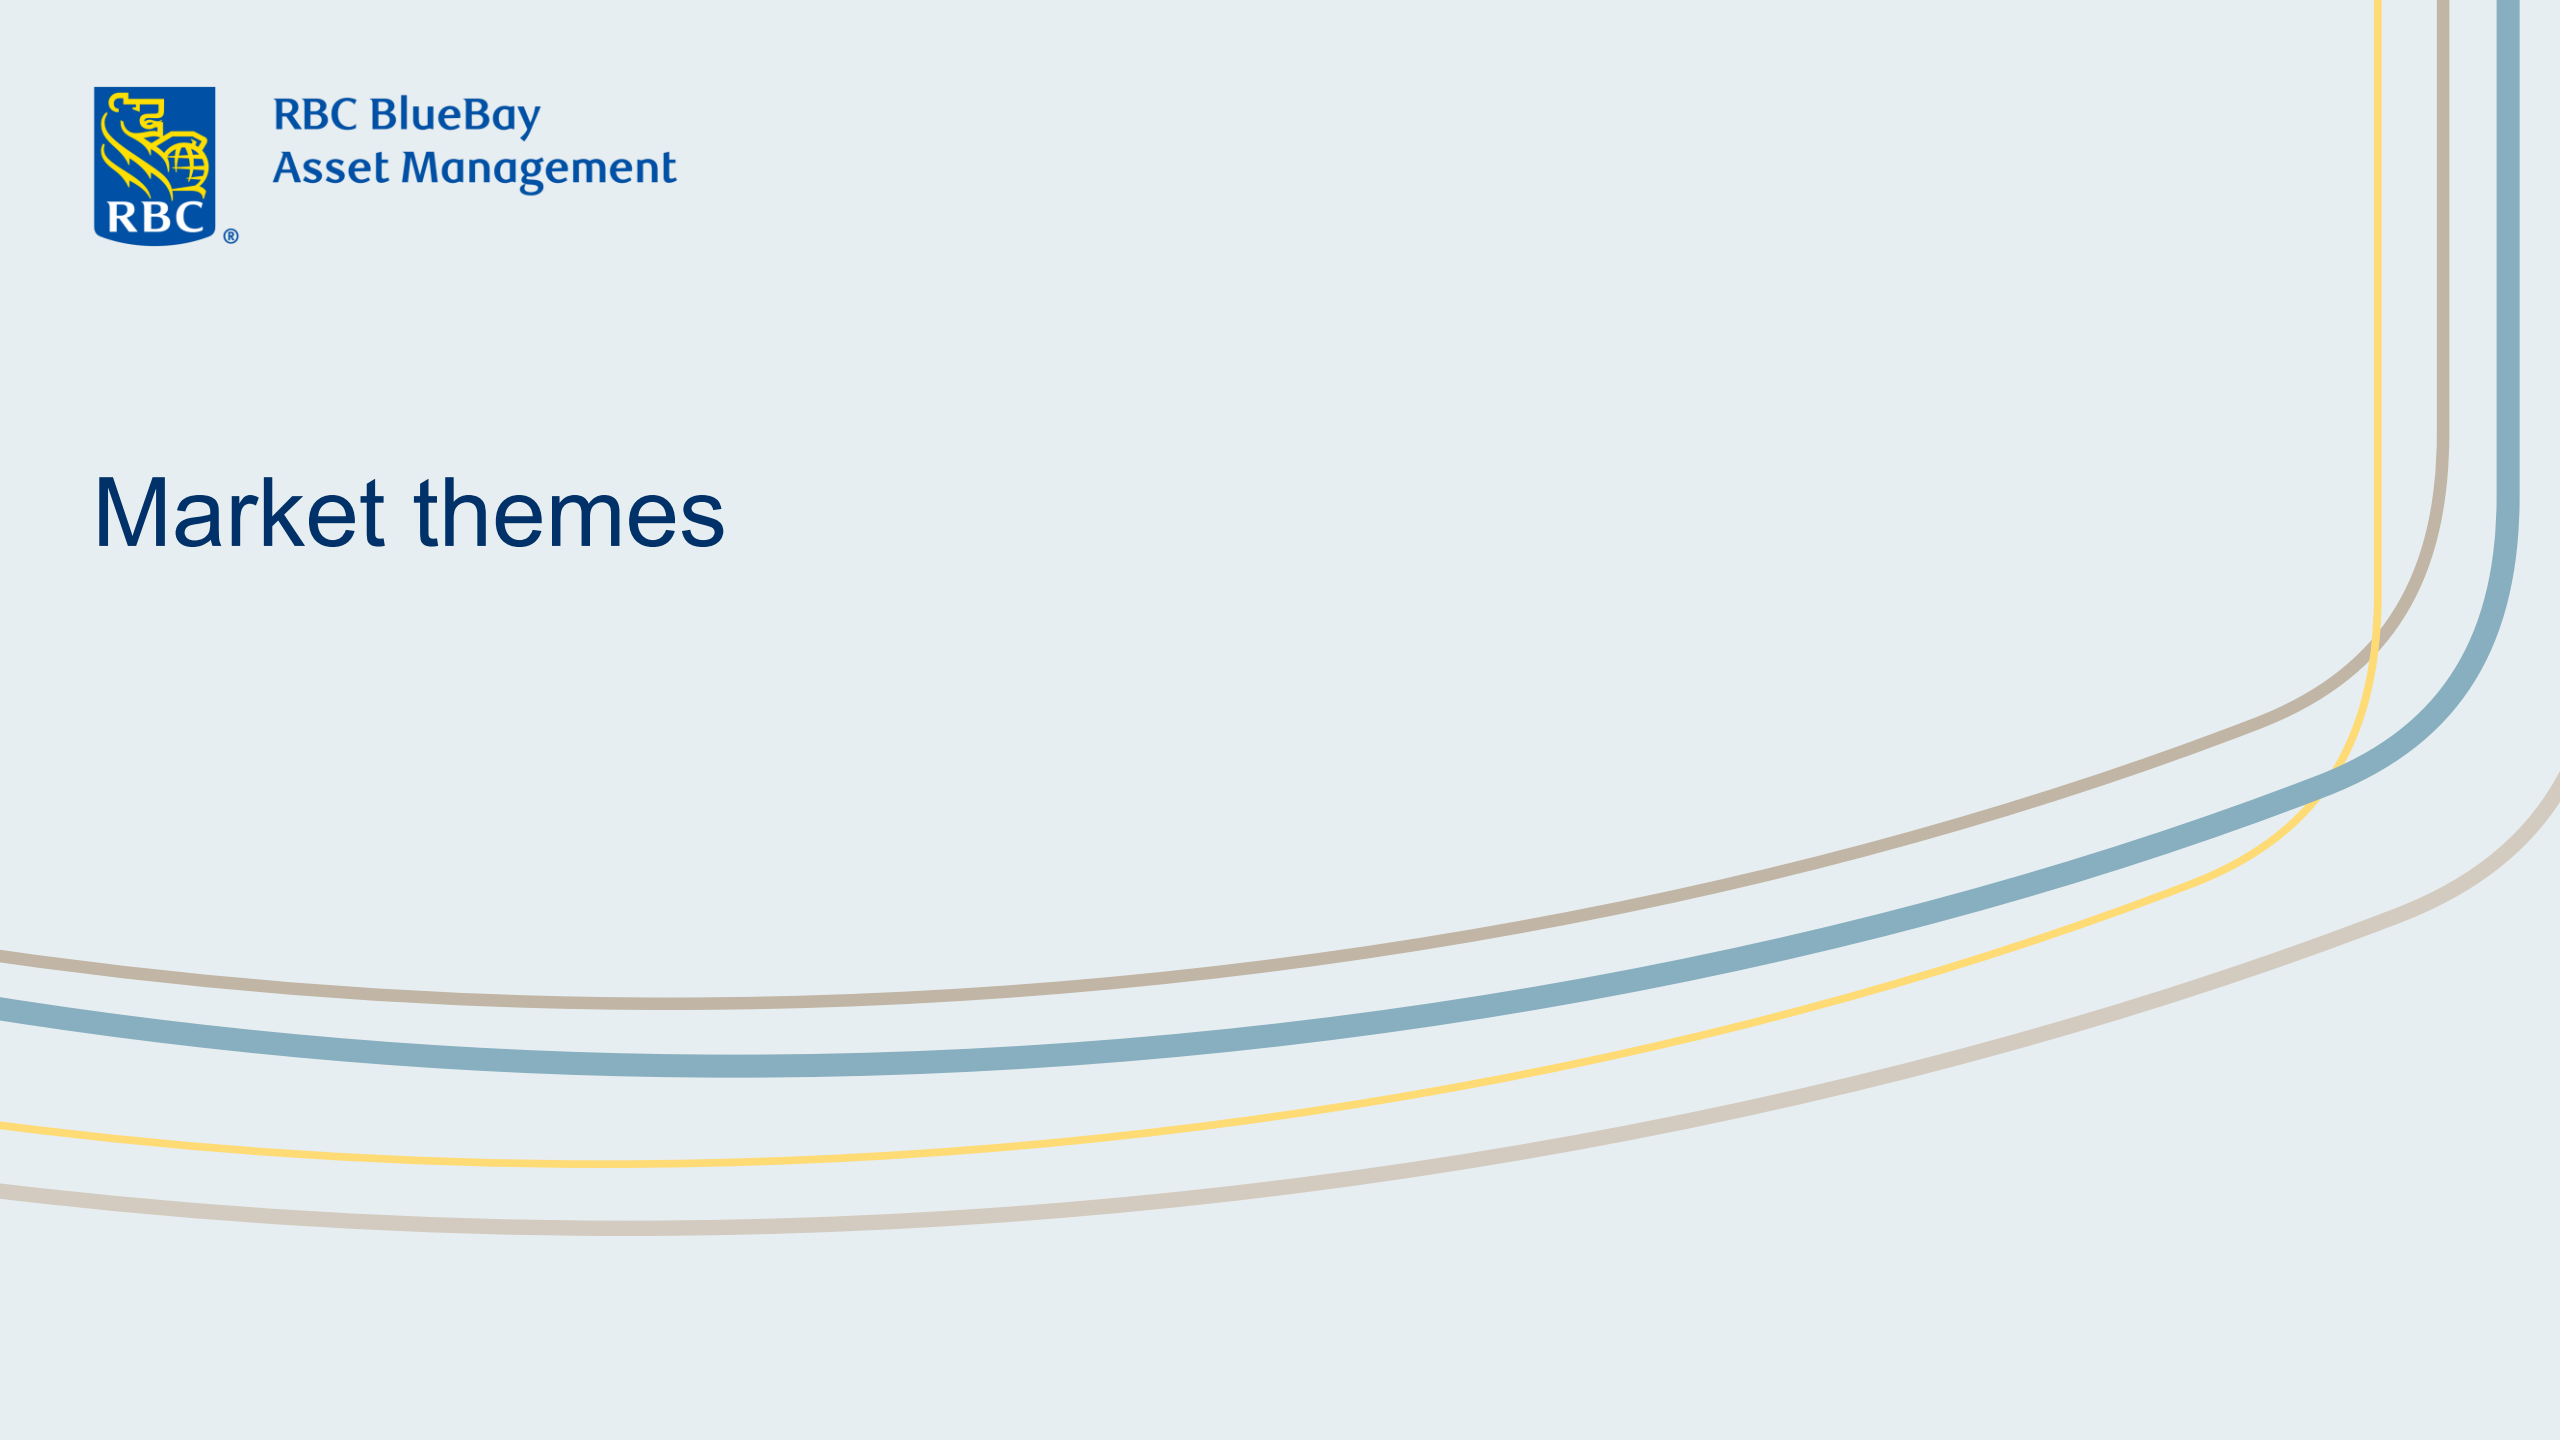 RBC BlueBay
Asset Management
RBC
®
Market themes